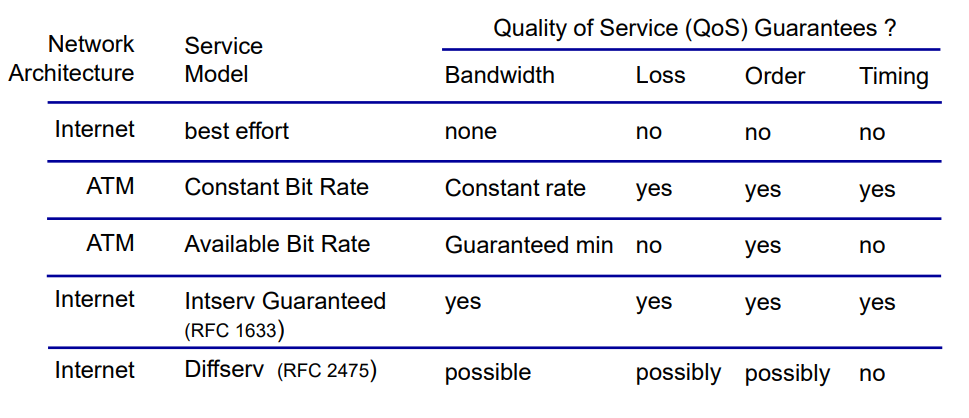 Quality of Service (QoS) Guarantees ?
Network Architecture Service Model Bandwidth Loss Order Timing
Internet best effort none no no no
ATM Constant Bit Rate Constant rate yes yes yes
ATM Available Bit Rate Guaranteed min no yes no
Internet Intserv Guaranteed yes yes yes yes
(RFC 1633)
Internet Diffserv (RFC 2475) possible possibly possibly no